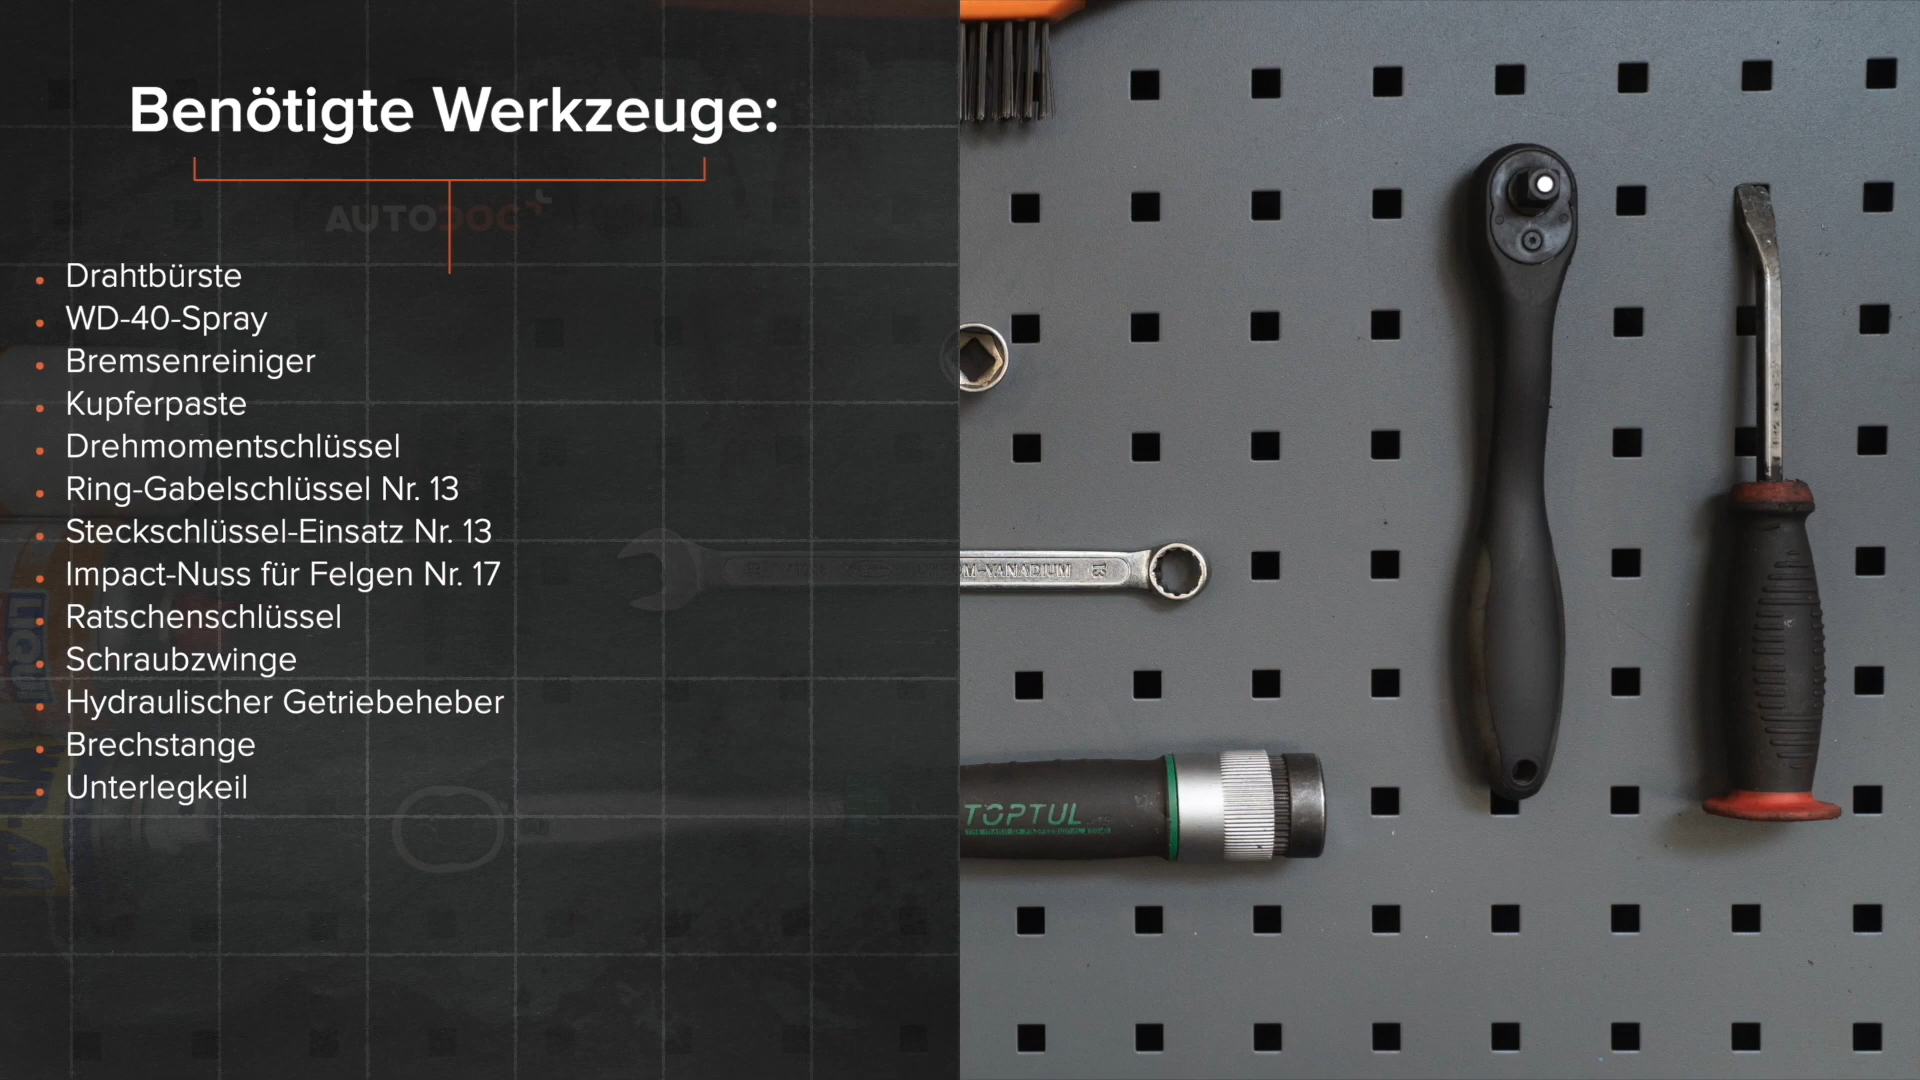 Benötigte Werkzeuge:
AUTODOC
Drahtbürste
WD-40-Spray
Bremsenreiniger
Kupferpaste
Drehmomentschlüssel
Ring-Gabelschlüssel Nr. 13
Steckschlüssel-Einsatz Nr. 13
Impact-Nuss für Felgen Nr. 17
Ratschenschlüssel
Schraubzwinge
Hydraulischer Getriebeheber
Brechstange
Unterlegkeil
M-VANADIUM 13
TOPTUL